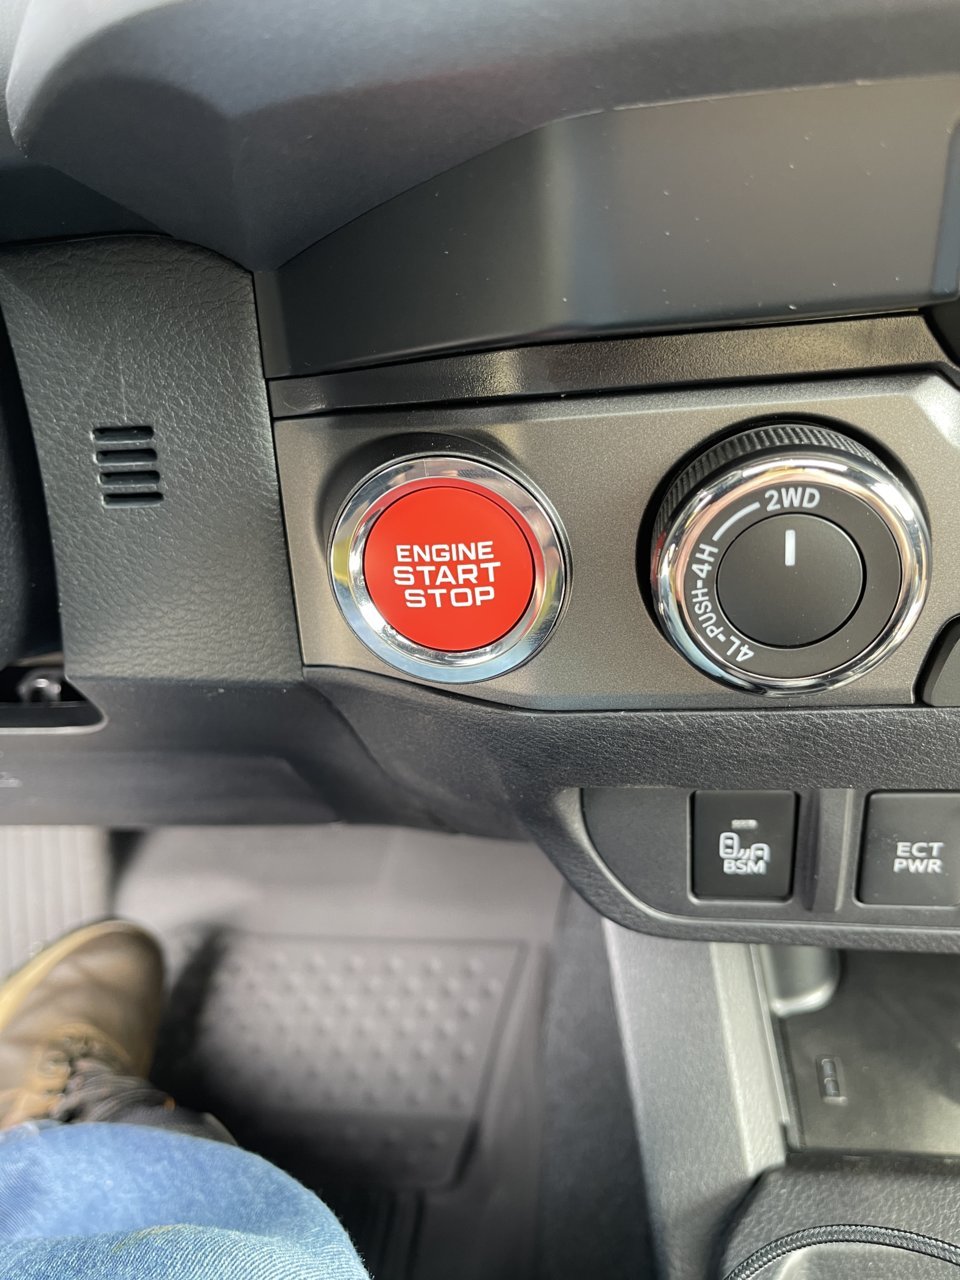 ENGINE
START
STOP
2WD
4L-PUSH-4H
BSM
ECT
PWR